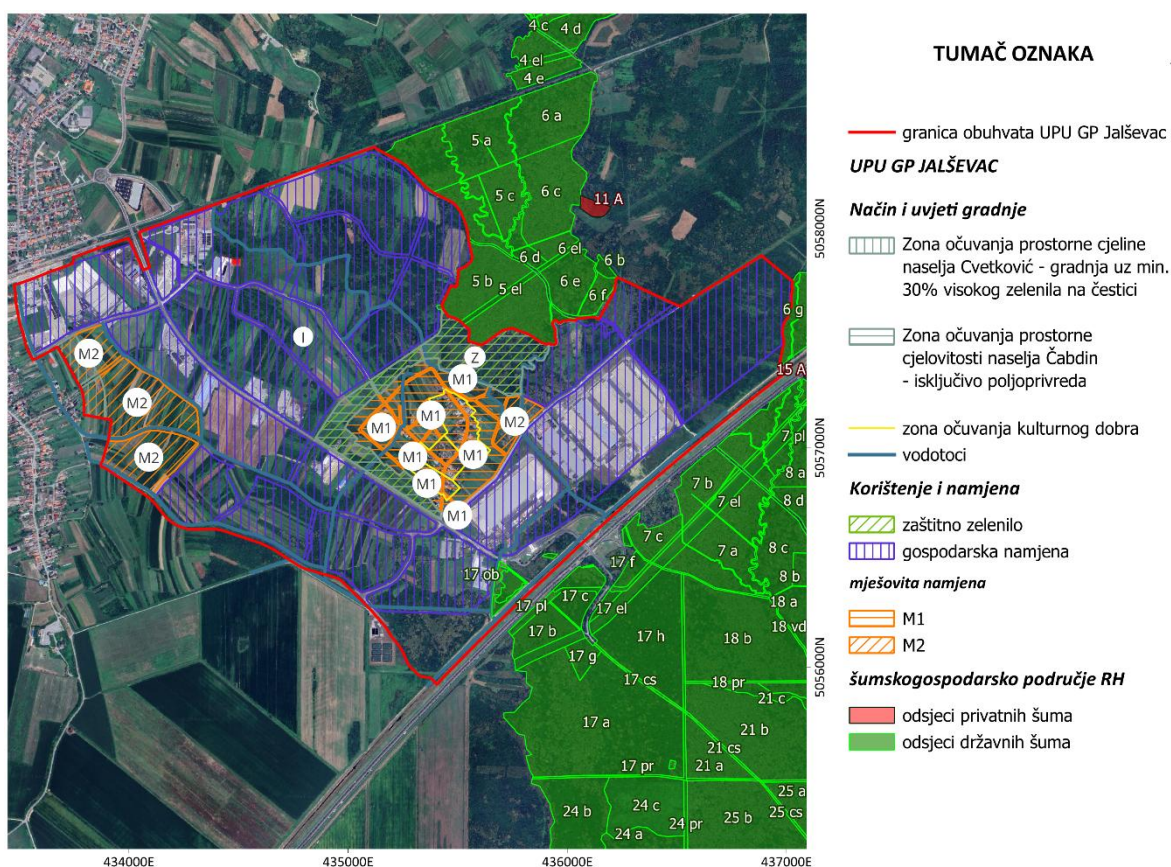 4 c
4 d
4 el
4 e
6 a
5 a
5 c
6 c
11 A
6 el
6 d
6 b
5 b
5 el
6 e
6 f
6 g
15 A
I
Z
M2
M2
M2
M1
M1
M1
M1
M1
M1
M1
M2
7 pl
8 a
7 b
7 el
8 d
7 c
7 a
8 c
8 b
17 f
17 ob
17 c
17 pl
17 el
18 a
18 vd
17 b
17 h
18 b
17 g
17 cs
18 pr
21 c
17 a
21 b
21 cs
17 pr
21 a
25 a
24 b
24 c
25 b
25 cs
24 pr
24 a
5058000N
5057000N
5056000N
434000E
435000E
436000E
437000E
TUMAČ OZNAKA
granica obuhvata UPU GP Jalševac
UPU GP JALŠEVAC
Način i uvjeti gradnje
Zona očuvanja prostorne cjeline
naselja Cvetković - gradnja uz min.
30% visokog zelenila na čestici
Zona očuvanja prostorne
cjelovitosti naselja Čabdin
- isključivo poljoprivreda
zona očuvanja kulturnog dobra
vodotoci
Korištenje i namjena
zaštitno zelenilo
gospodarska namjena
mješovita namjena
M1
M2
šumskogospodarsko područje RH
odsjeci privatnih šuma
odsjeci državnih šuma